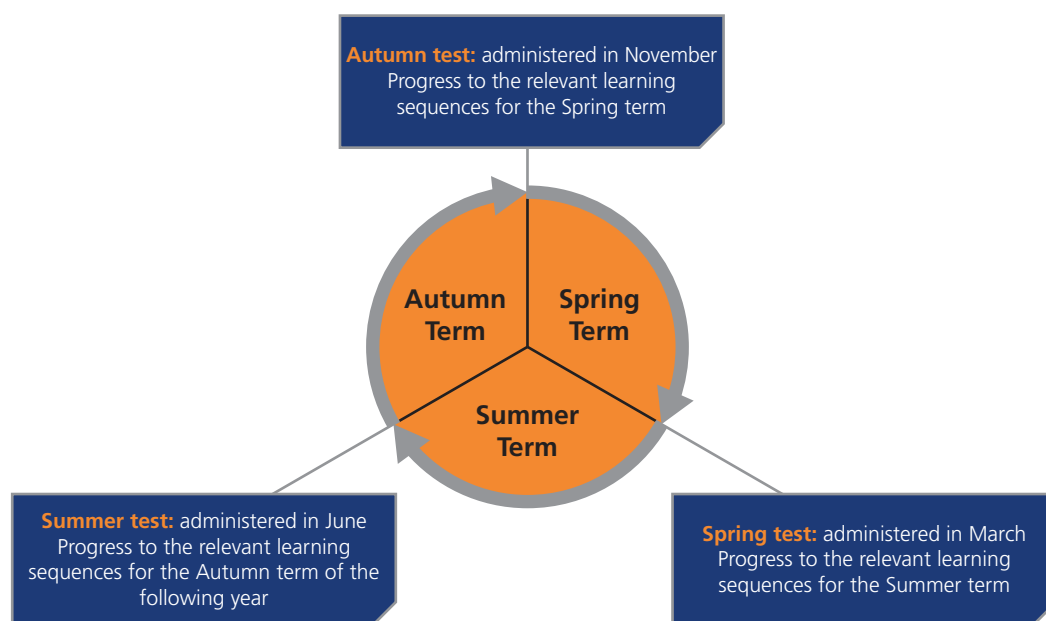 Autumn test: administered in November
Progress to the relevant learning
sequences for the Spring term
Autumn
Term
Spring
Term
Summer
Term
Summer test: administered in June
Progress to the relevant learning
sequences for the Autumn term of the
following year
Spring test: administered in March
Progress to the relevant learning
sequences for the Summer term